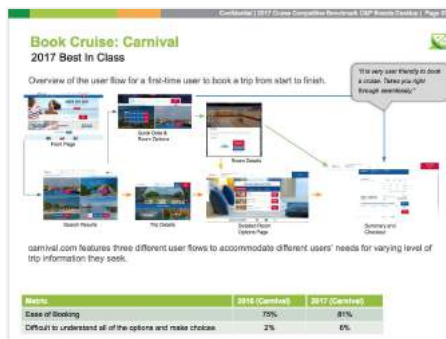 Confidential | 2017 Cruise Competitive Benchmark C&P Brands Desktop | Page
Book Cruise: Carnival
2017 Best In Class
Overview of the user flow for a first-time user to book a trip from start to finish.
"It is very user friendly to book
a cruise. Takes you right
through seamlessly."
Front Page
Quick Date &
Room Options
Room Details
Search Results
Trip Details
Detailed Room
Options Page
Summary and
Checkout
carnival.com features three different user flows to accommodate different users' needs for varying level of
trip information they seek.
Metric 2016 (Carnival) 2017 (Carnival)
Ease of Booking 75% 81%
Difficult to understand all of the options and make choices 2% 6%